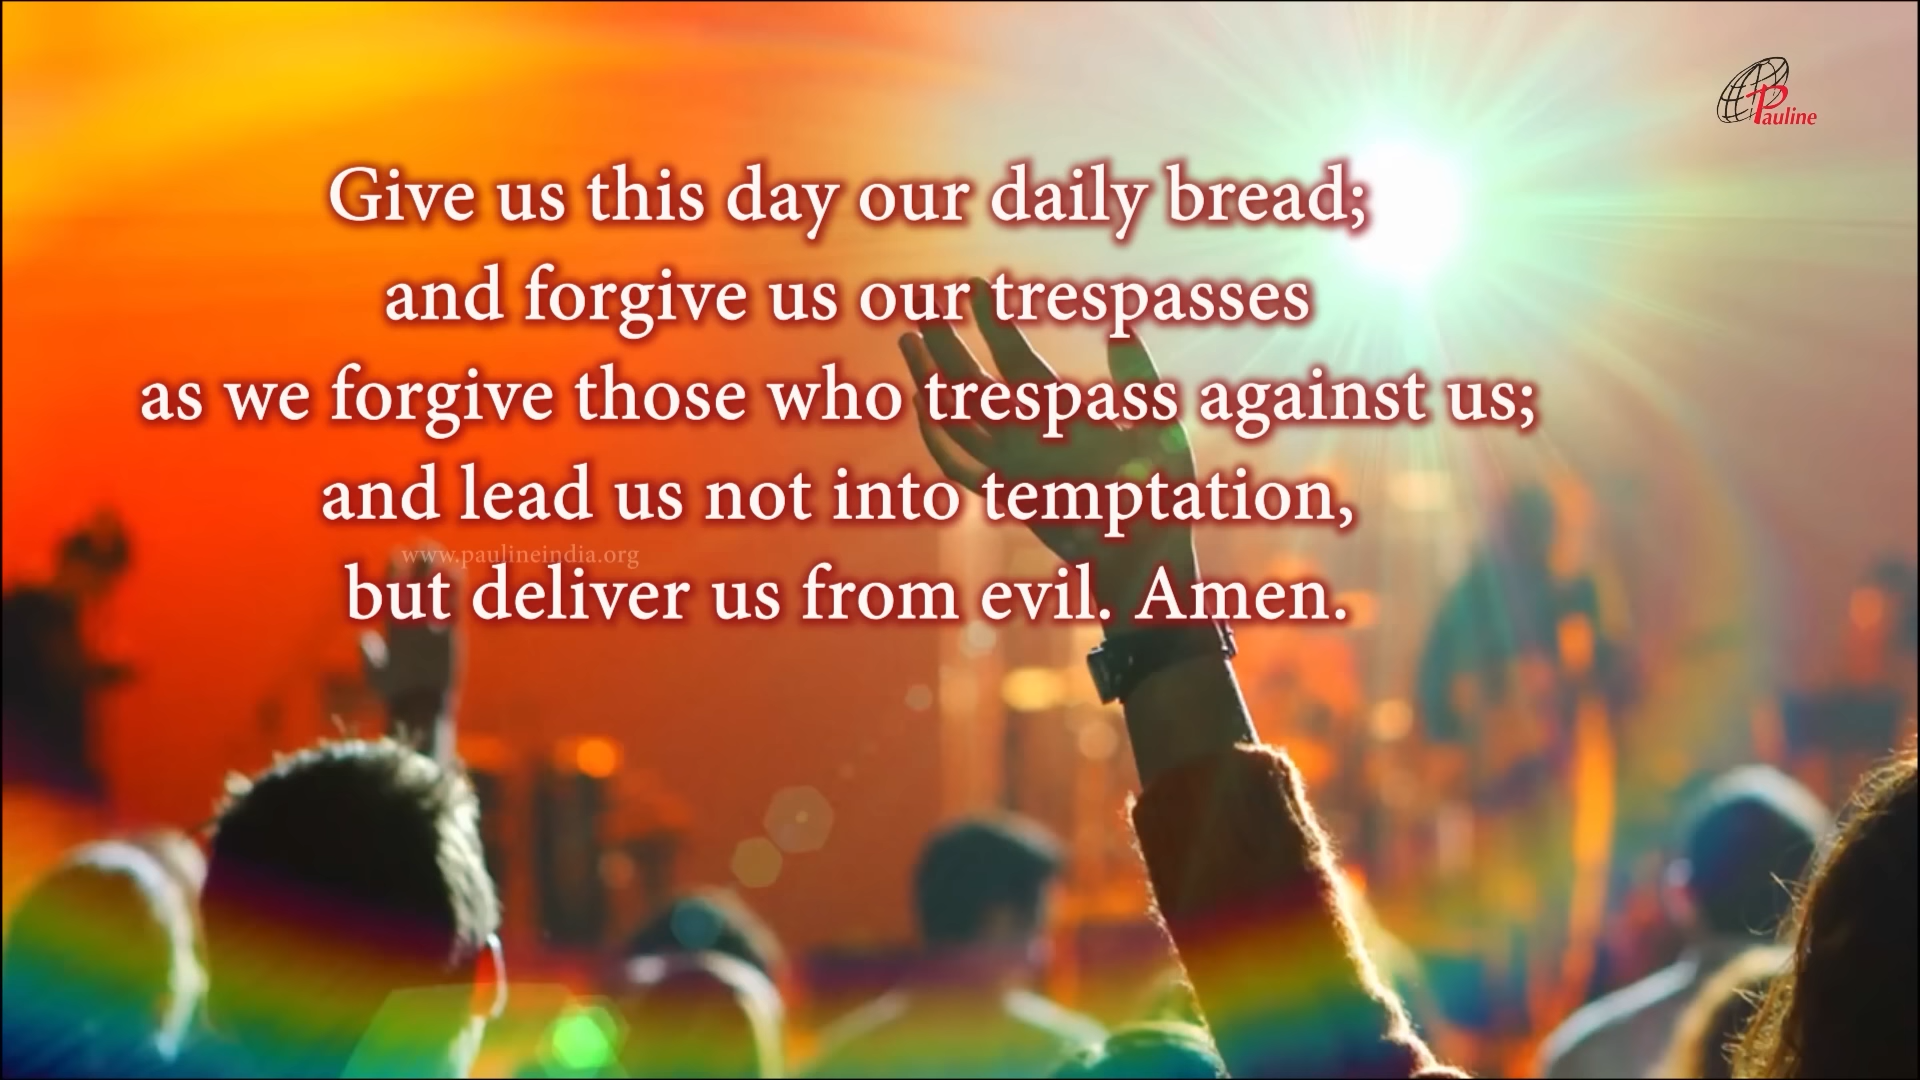 Pauline
Give us this day our daily bread;
and forgive us our trespasses
as we forgive those who trespass against us;
and lead us not into temptation,
www.paulineindia.org
but deliver us from evil. Amen.